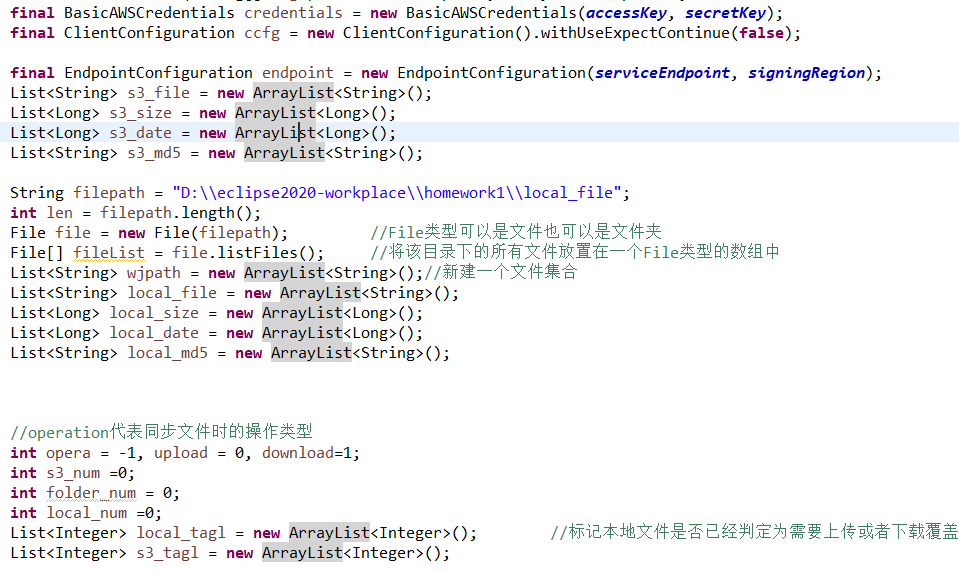 final BasicAWSCredentials credentials = new BasicAWSCredentials(accessKey, secretKey);
final ClientConfiguration ccfg = new ClientConfiguration().withUseExpectContinue(false);
final EndpointConfiguration endpoint = new EndpointConfiguration(serviceEndpoint, signingRegion);
List<String> s3_file = new ArrayList<String>();
List<Long> s3_size = new ArrayList<Long>();
List<Long> s3_date = new ArrayList<Long>();
List<String> s3_md5 = new ArrayList<String>();
String filepath = "D:\\eclipse2020-workplace\\homework1\\local_file";
int len = filepath.length();
File file = new File(filepath); //File类型可以是文件也可以是文件夹
File[] fileList = file.listFiles(); //将该目录下的所有文件放置在一个File类型的数组中
List<String> wjpath = new ArrayList<String>();//新建一个文件集合
List<String> local_file = new ArrayList<String>();
List<Long> local_size = new ArrayList<Long>();
List<Long> local_date = new ArrayList<Long>();
List<String> local_md5 = new ArrayList<String>();
//operation代表同步文件时的操作类型
int opera = -1, upload = 0, download=1;
int s3_num =0;
int folder_num = 0;
int local_num =0;
List<Integer> local_tagl = new ArrayList<Integer>(); //标记本地文件是否已经判定为需要上传或者下载覆盖
List<Integer> s3_tagl = new ArrayList<Integer>();